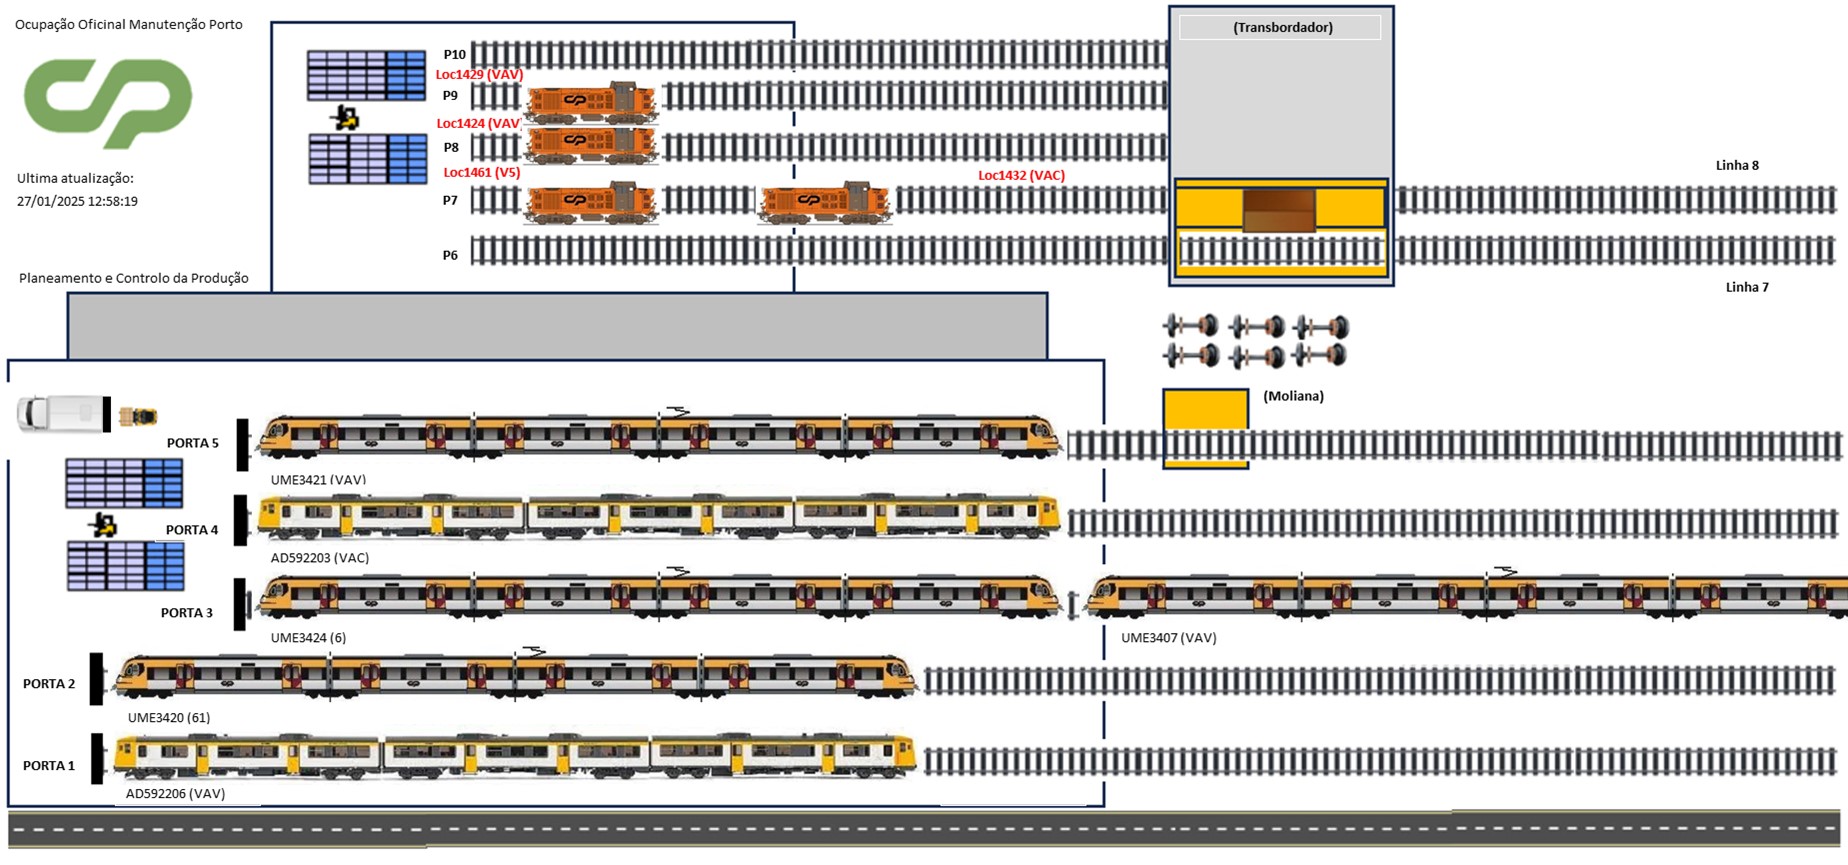 Ocupação Oficinal Manutenção Porto
CP
Ultima atualização:
27/01/2025 12:58:19
Planeamento e Controlo da Produção
(Transbordador)
P10
Loc1429 (VAV)
P9
Loc1424 (VAV)
P8
Loc1461 (V5)
Loc1432 (VAC)
P7
P6
Linha 8
Linha 7
(Moliana)
PORTA 5
UME3421 (VAV)
PORTA 4
AD592203 (VAC)
PORTA 3
UME3424 (6)
UME3407 (VAV)
PORTA 2
UME3420 (61)
PORTA 1
AD592206 (VAV)